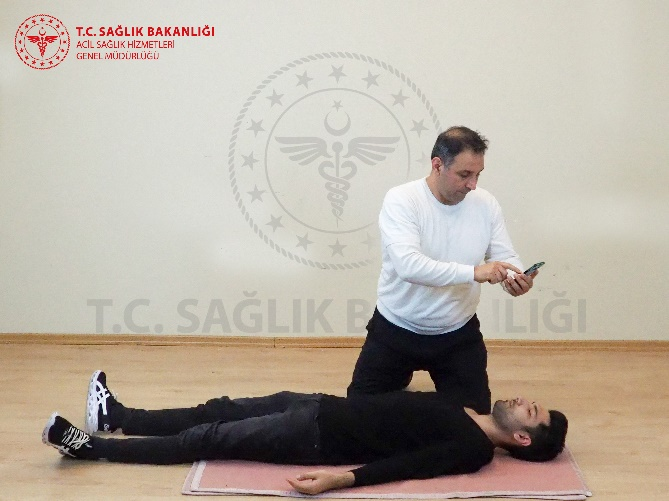 T.C. SAĞLIK BAKANLIĞI
ACİL SAĞLIK HİZMETLERİ
GENEL MÜDÜRLÜĞÜ
T.C. SAĞLIK BAKANLIĞI